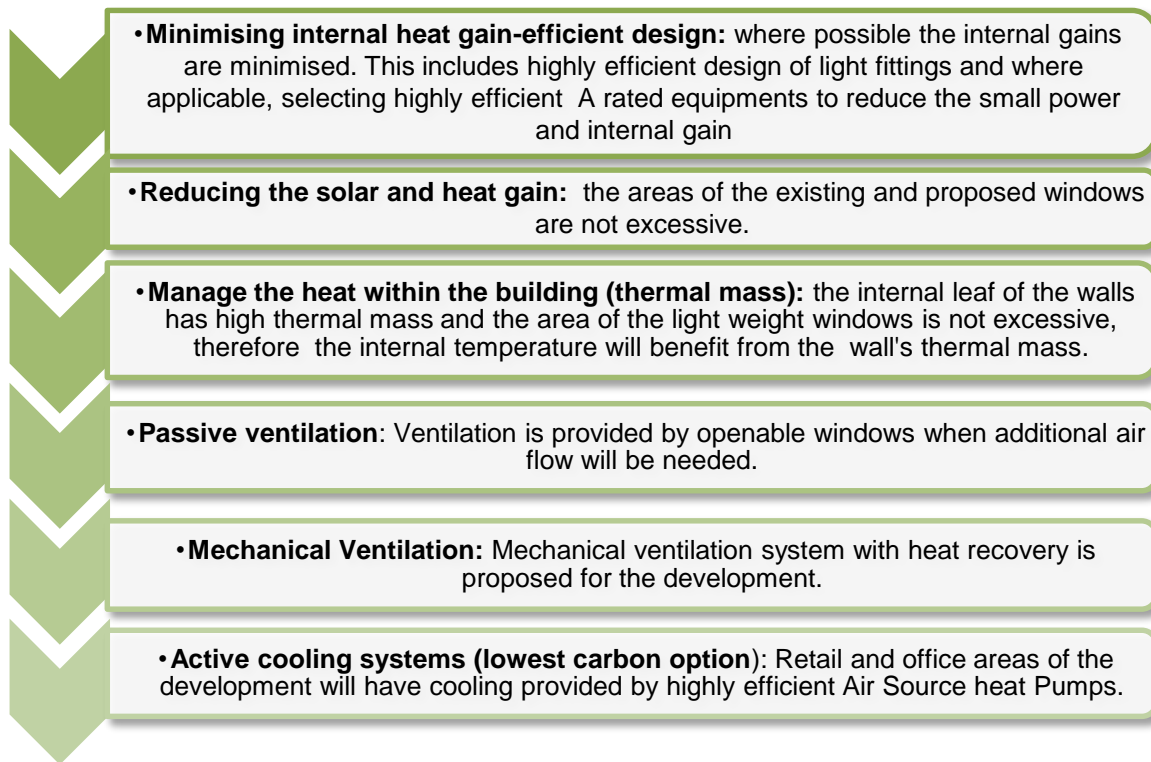 •Minimising internal heat gain-efficient design: where possible the internal gains
are minimised. This includes highly efficient design of light fittings and where
applicable, selecting highly efficient A rated equipments to reduce the small power
and internal gain
•Reducing the solar and heat gain: the areas of the existing and proposed windows
are not excessive.
•Manage the heat within the building (thermal mass): the internal leaf of the walls
has high thermal mass and the area of the light weight windows is not excessive,
therefore the internal temperature will benefit from the wall's thermal mass.
•Passive ventilation: Ventilation is provided by openable windows when additional air
flow will be needed.
•Mechanical Ventilation: Mechanical ventilation system with heat recovery is
proposed for the development.
•Active cooling systems (lowest carbon option): Retail and office areas of the
development will have cooling provided by highly efficient Air Source heat Pumps.